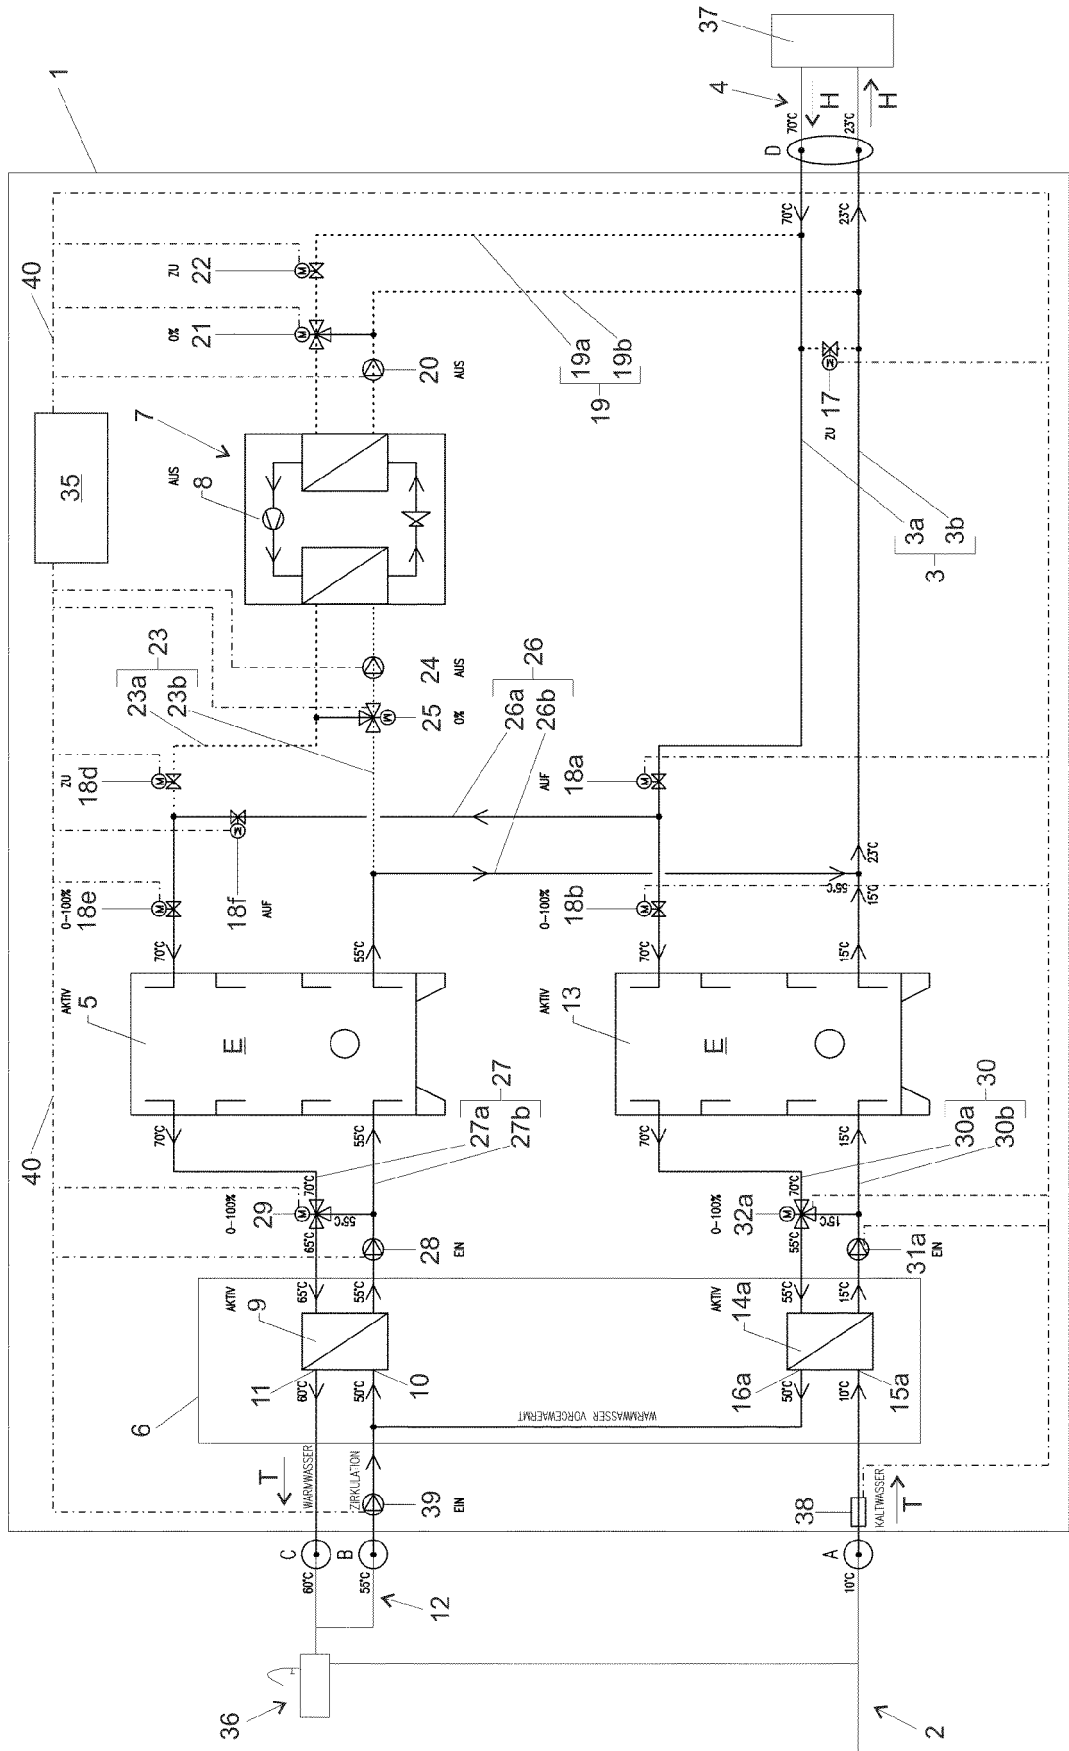 1
40
40
35
ZU
18d
0–100%
18e
AKTIV
5
E
70°C
70°C
18f
AUF
23
23a
23b
7
AUS
8
ZU
22
0%
21
20
AUS
24
AUS
25
0%
19a
19b
19
6
AKTIV
9
11
10
60°C
50°C
65°C
55°C
0–100%
29
65°C
70°C
55°C
28
EIN
55°C
55°C
27
27a
27b
T
WARMWASSER
ZIRKULATION
39
EIN
C
60°C
B
55°C
12
36
26
26a
26b
WARMWASSER VORGEWAERMT
AUF
18a
0–100%
18b
AKTIV
13
E
70°C
70°C
15°C
15°C
30
30a
30b
0–100%
32a
55°C
70°C
15°C
31a
EIN
AKTIV
14a
16a
15a
50°C
10°C
55°C
15°C
55°C
15°C
23°C
3a
3b
3
ZU
17
70°C
23°C
D
70°C
23°C
4
H
H
37
38
KALTWASSER
T
A
10°C
2